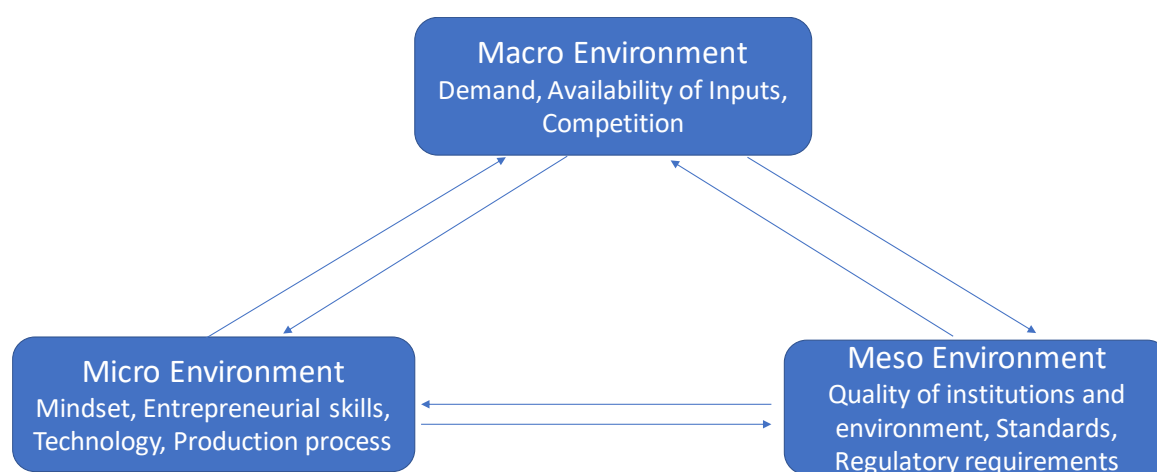 Macro Environment
Demand, Availability of Inputs,
Competition
Micro Environment
Mindset, Entrepreneurial skills,
Technology, Production process
Meso Environment
Quality of institutions and
environment, Standards,
Regulatory requirements